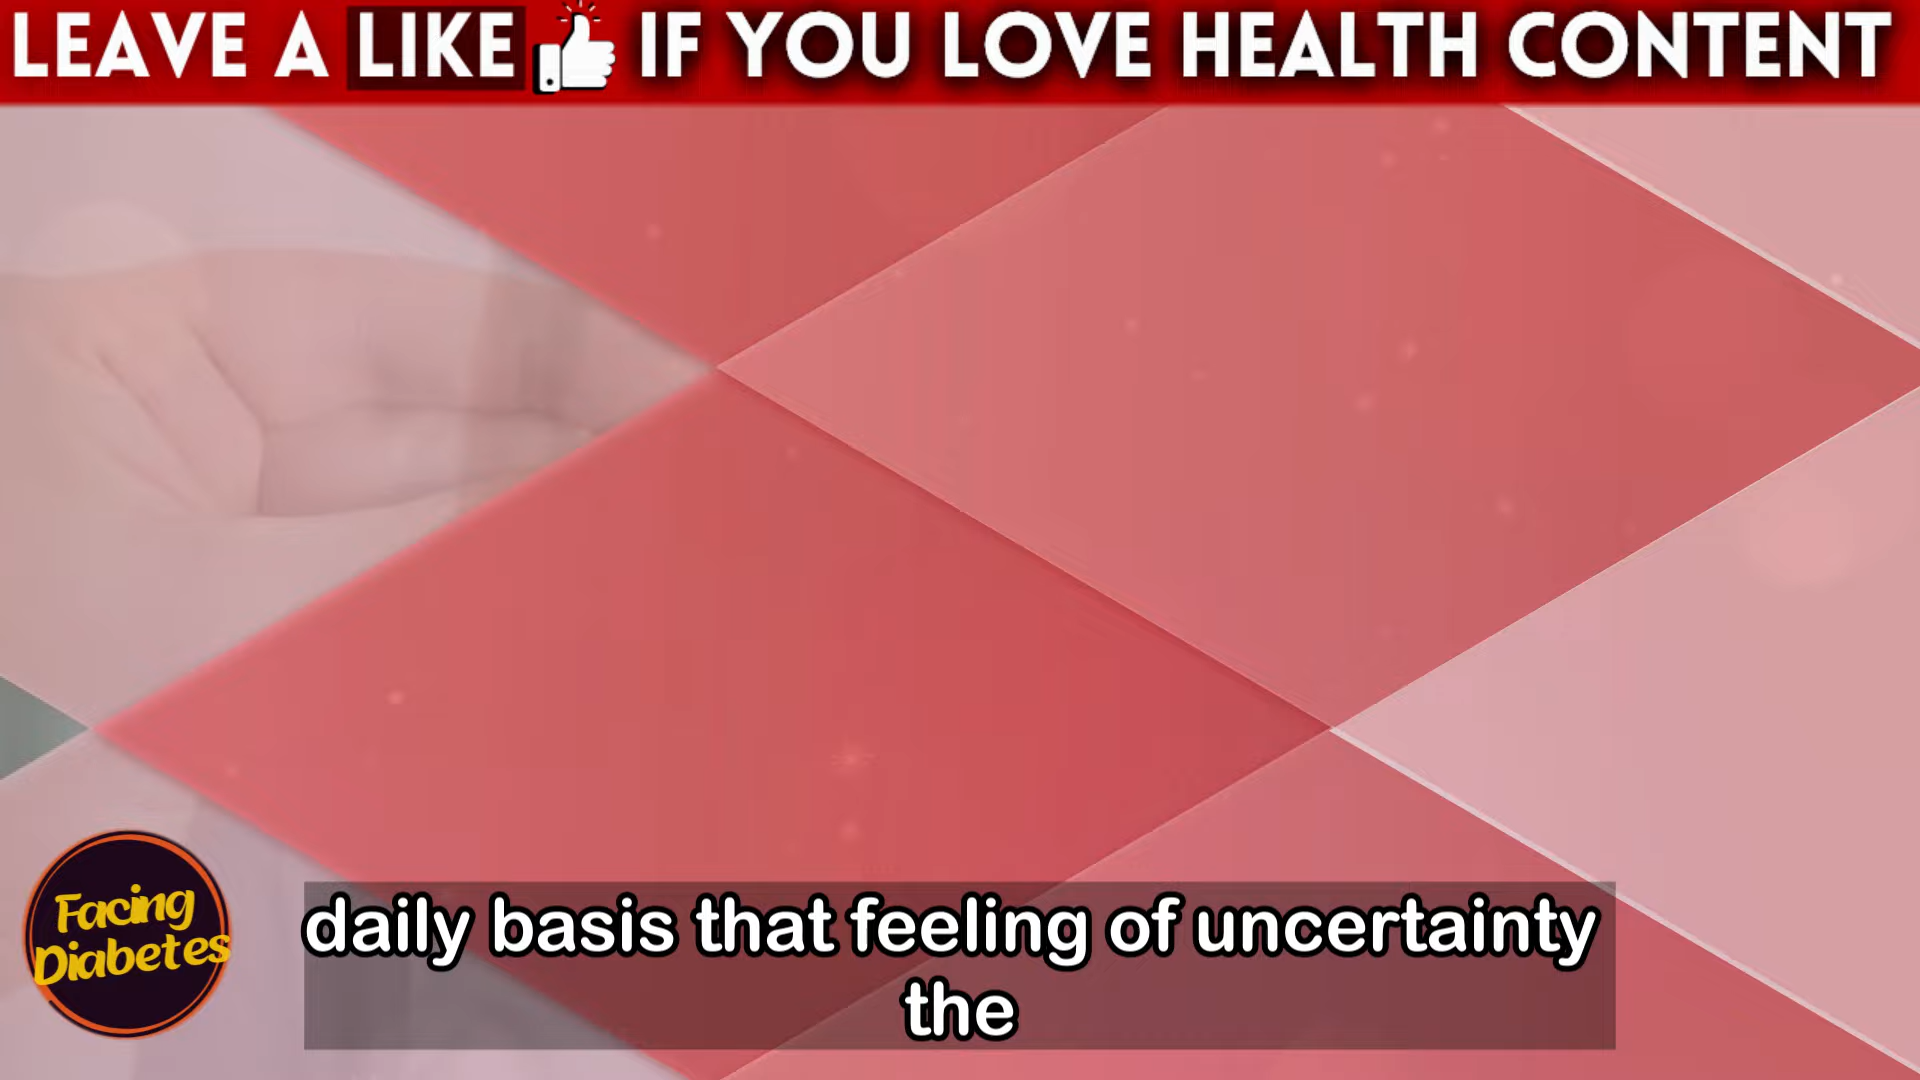 LEAVE A LIKE IF YOU LOVE HEALTH CONTENT
Facing
Diabetes
daily basis that feeling of uncertainty
the